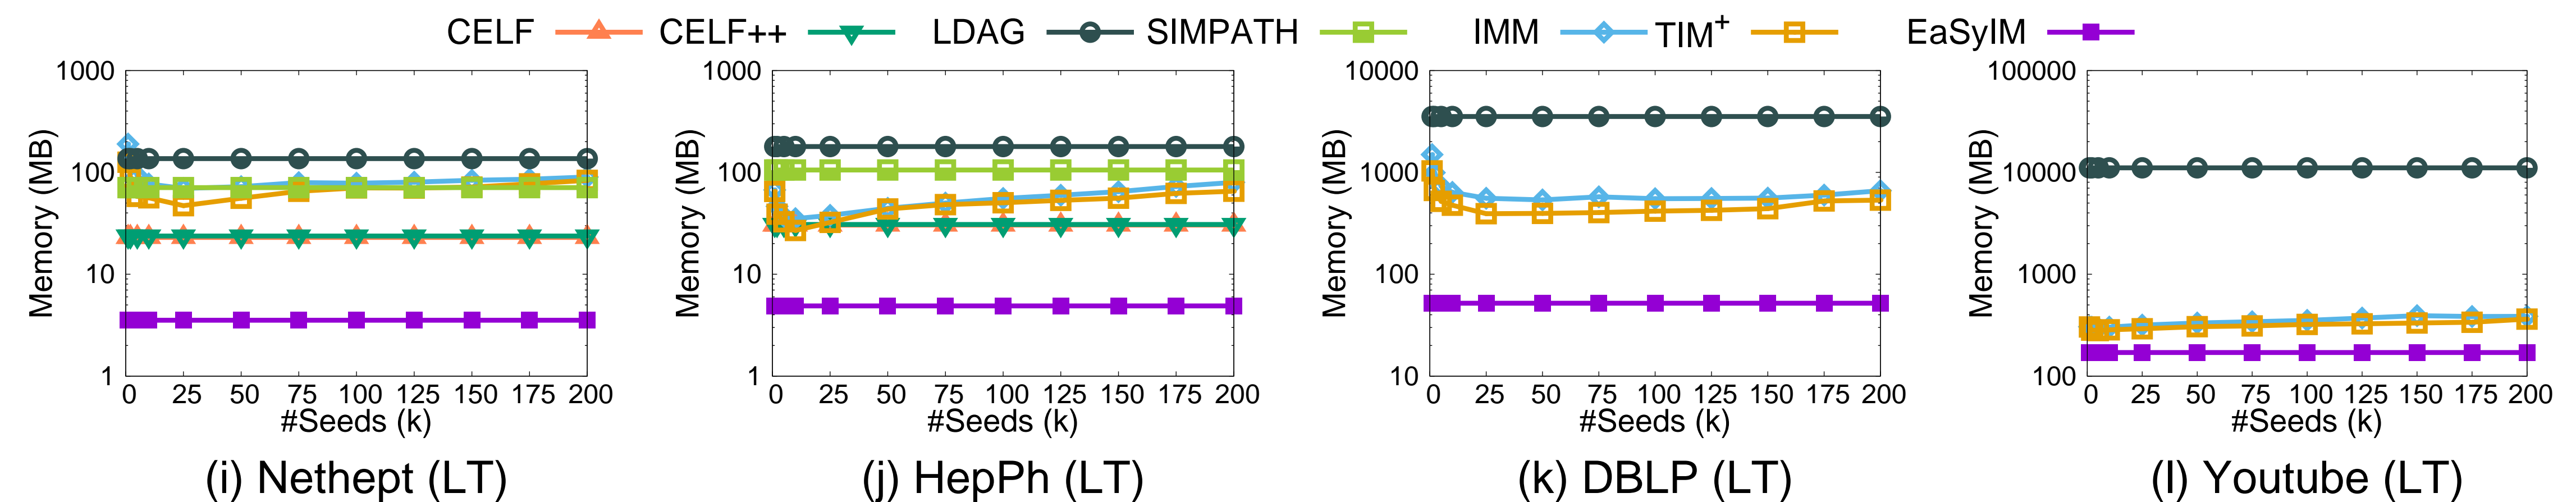 CELF CELF++ LDAG SIMPATH IMM TIM+ EaSyIM
1000
100
10
1
Memory (MB)
0 25 50 75 100 125 150 175 200
#Seeds (k)
(i) Nethept (LT)
1000
100
10
1
Memory (MB)
0 25 50 75 100 125 150 175 200
#Seeds (k)
(j) HepPh (LT)
10000
1000
100
10
Memory (MB)
0 25 50 75 100 125 150 175 200
#Seeds (k)
(k) DBLP (LT)
100000
10000
1000
100
Memory (MB)
0 25 50 75 100 125 150 175 200
#Seeds (k)
(l) Youtube (LT)